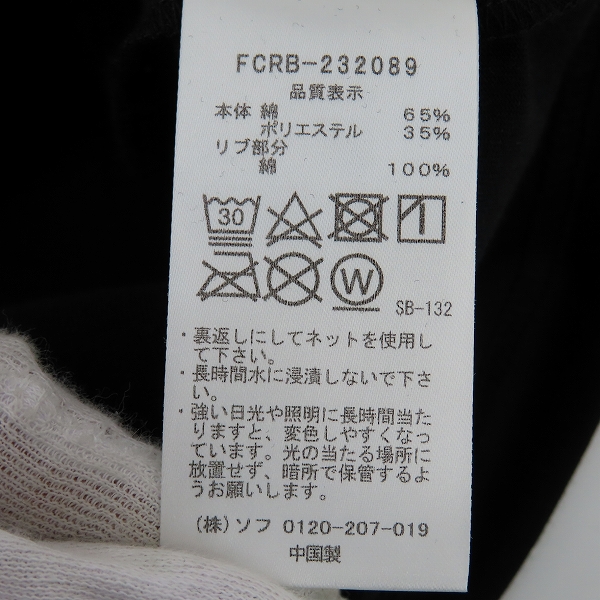 FCRB-232089
品質表示
本体 綿 65%
ポリエステル 35%
リブ部分
綿 100%
30
W
SB-132
・裏返しにしてネットを使用し
て下さい。
・長時間水に浸漬しないで下さ
い。
・強い日光や照明に長時間当た
りますと、変色しやすくなっ
ています。光の当たる場所に
放置せず、暗所で保管するよ
うお願いします。
(株)ソフ 0120-207-019
中国製